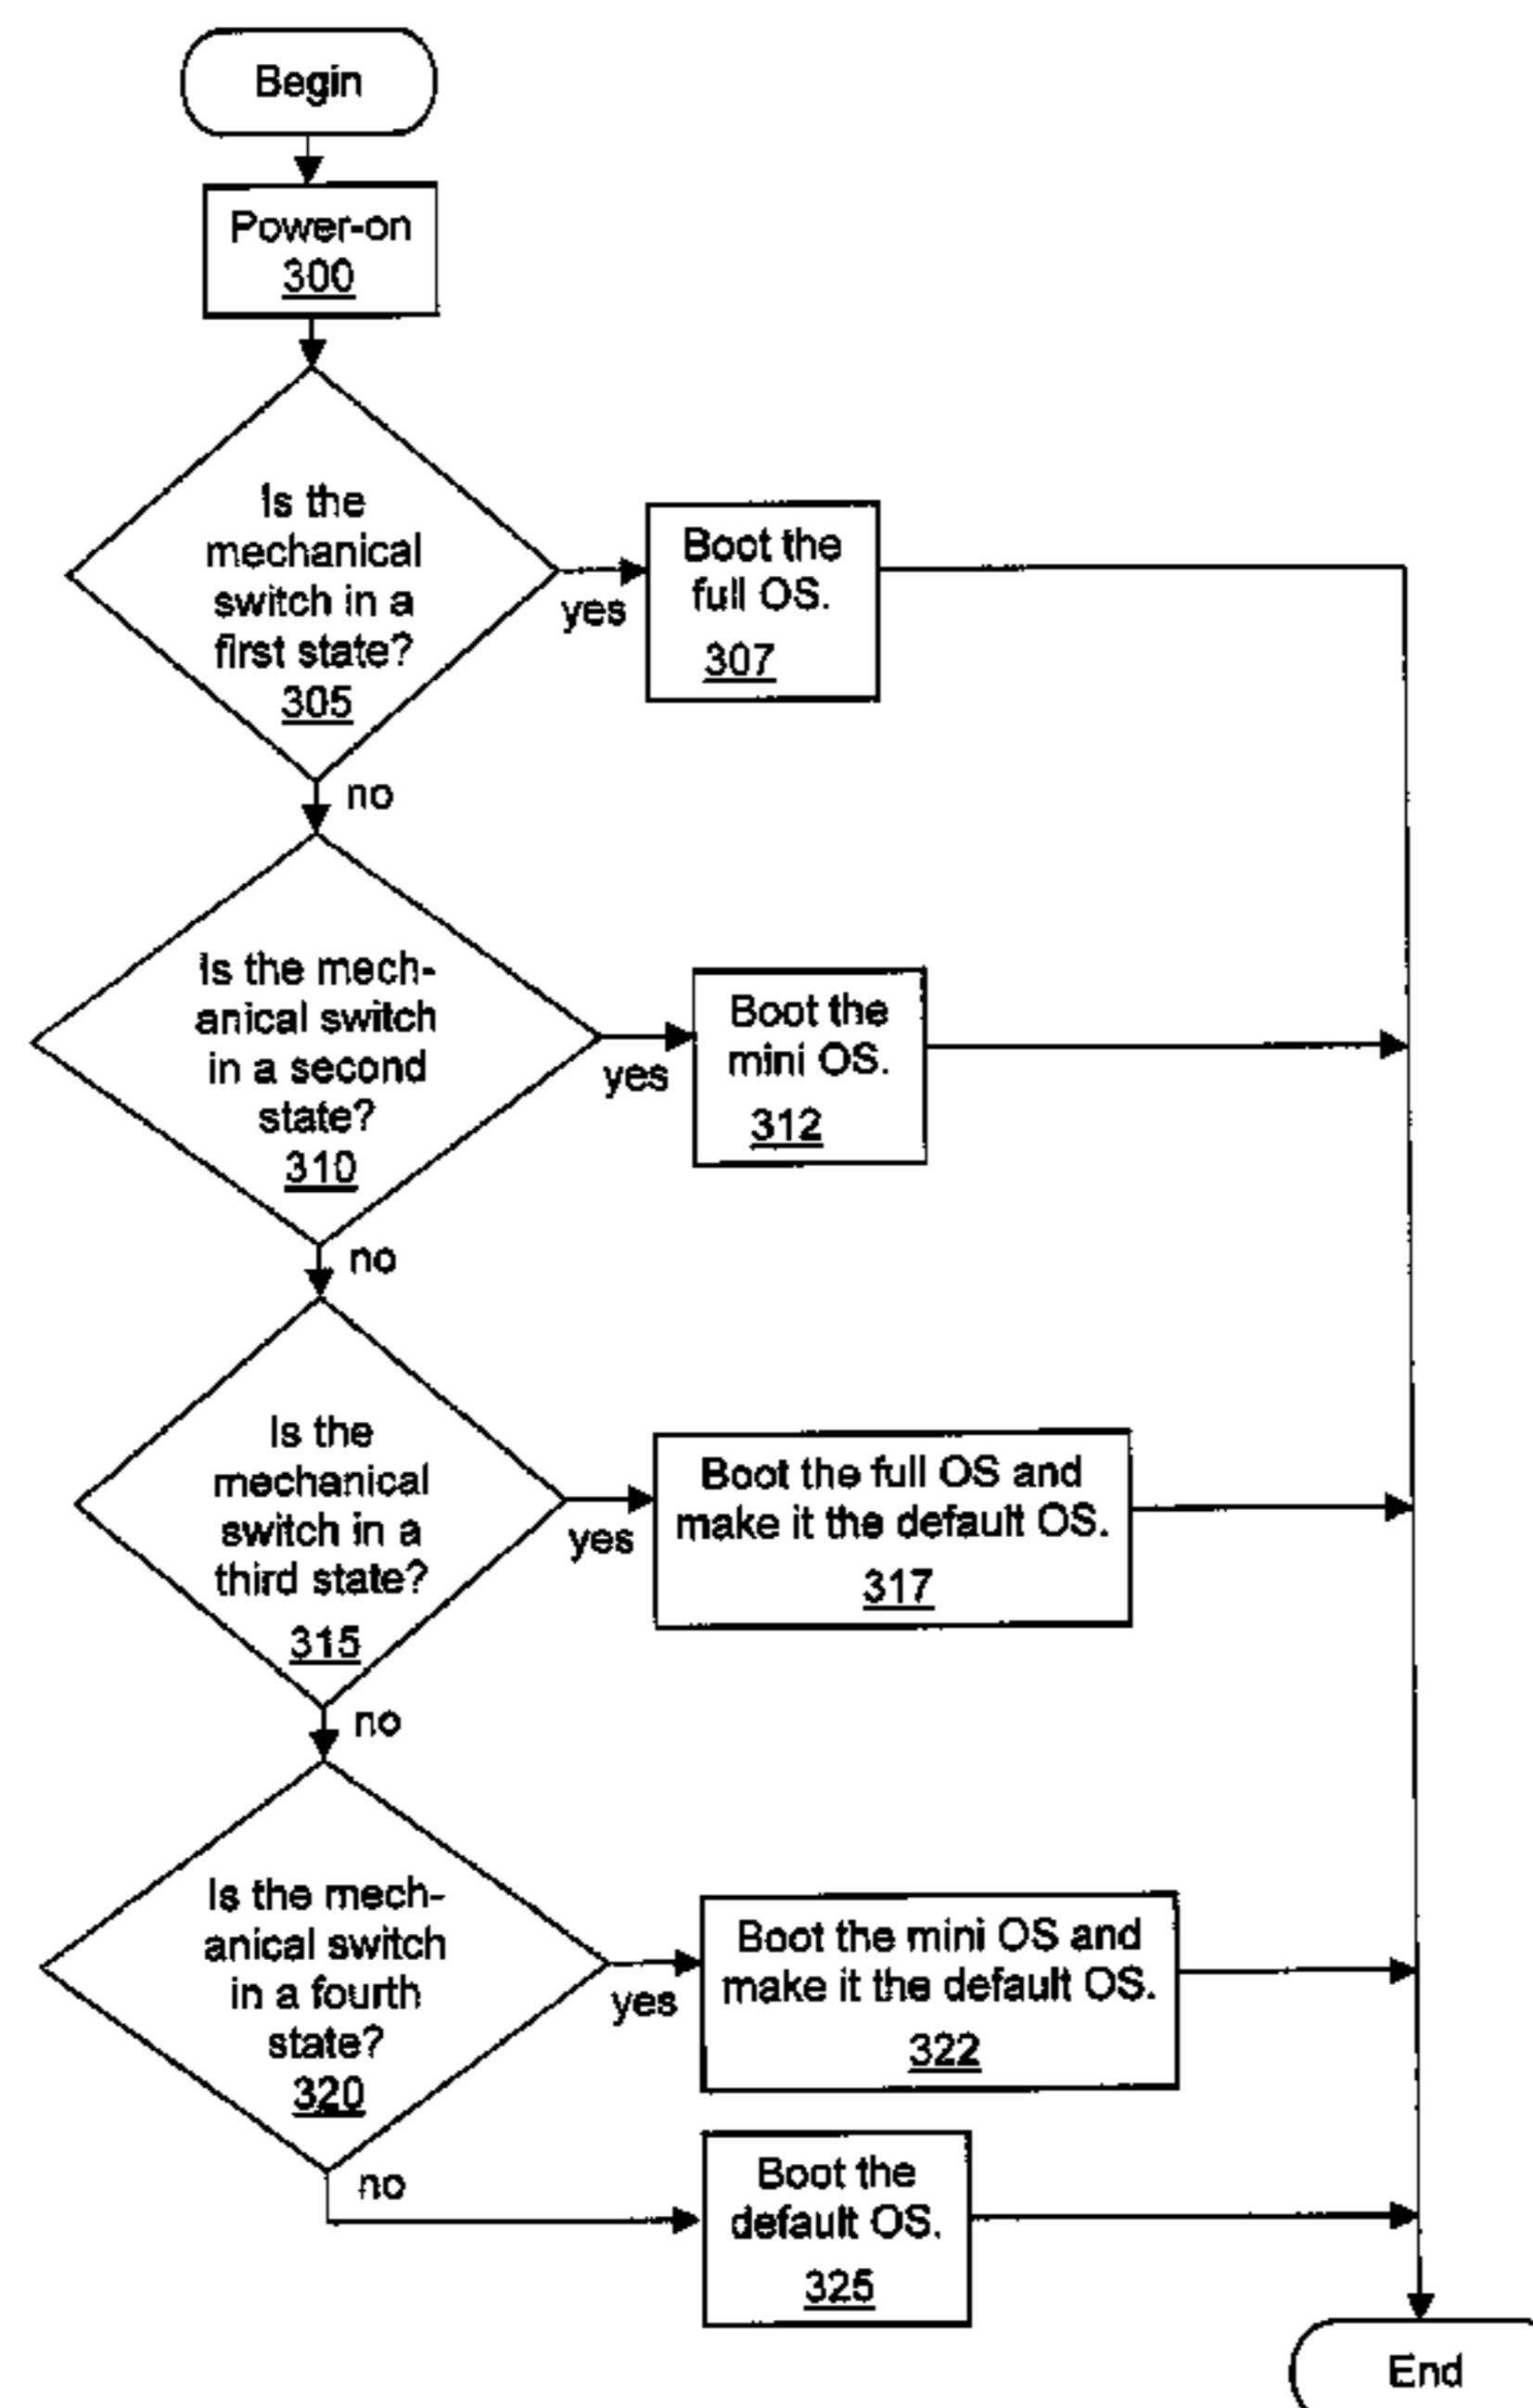 Begin
Power-on
300
Is the
mechanical
switch in a
first state?
305
yes
Boot the
full OS.
307
no
Is the mech-
anical switch
in a second
state?
310
yes
Boot the
mini OS.
312
no
Is the
mechanical
switch in a
third state?
315
yes
Boot the full OS and
make it the default OS.
317
no
Is the mech-
anical switch
in a fourth
state?
320
yes
Boot the mini OS and
make it the default OS.
322
no
Boot the
default OS.
325
End